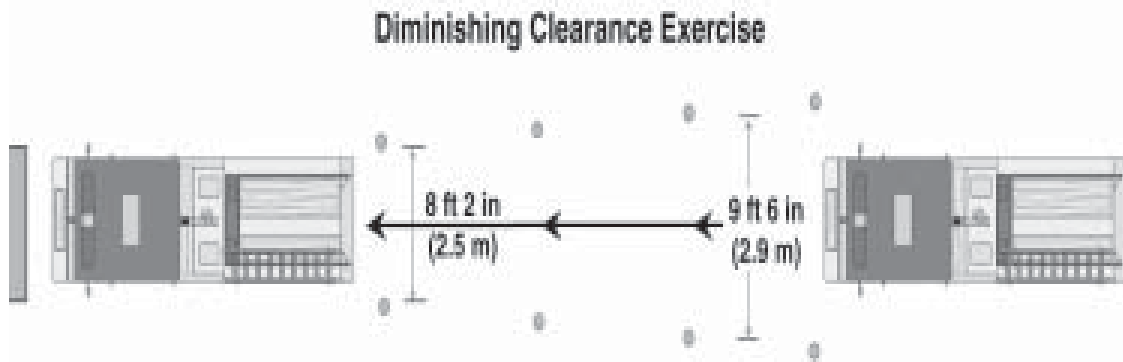 Diminishing Clearance Exercise
8 ft 2 in
(2.5 m)
9 ft 6 in
(2.9 m)